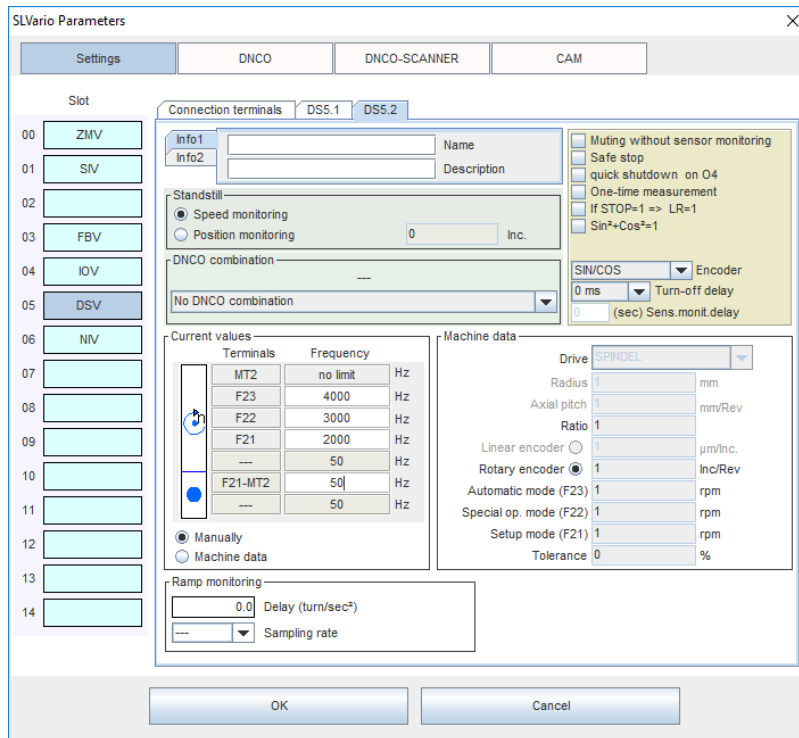 SLVario Parameters
Settings DNCO DNCO-SCANNER CAM
Slot
00 ZMV
01 SIV
02
03 FBV
04 IOV
05 DSV
06 NIV
07
08
09
10
11
12
13
14
Connection terminals DS5.1 DS5.2
Info1
Info2
Name
Description
Muting without sensor monitoring
Safe stop
quick shutdown on O4
One-time measurement
If STOP=1 => LR=1
Sin²+Cos²=1
SIN/COS Encoder
0 ms Turn-off delay
0 (sec) Sens.monit.delay
Standstill
Speed monitoring
Position monitoring 0 Inc.
DNCO combination
---
No DNCO combination
Current values
Terminals Frequency
MT2 no limit Hz
F23 4000 Hz
F22 3000 Hz
F21 2000 Hz
--- 50 Hz
F21-MT2 50 Hz
--- 50 Hz
n
Manually
Machine data
Machine data
Drive SPINDEL
Radius 1 mm
Axial pitch 1 mm/Rev
Ratio 1
Linear encoder 1 µm/Inc.
Rotary encoder 1 Inc/Rev
Automatic mode (F23) 1 rpm
Special op. mode (F22) 1 rpm
Setup mode (F21) 1 rpm
Tolerance 0 %
Ramp monitoring
0.0 Delay (turn/sec²)
--- Sampling rate
OK Cancel